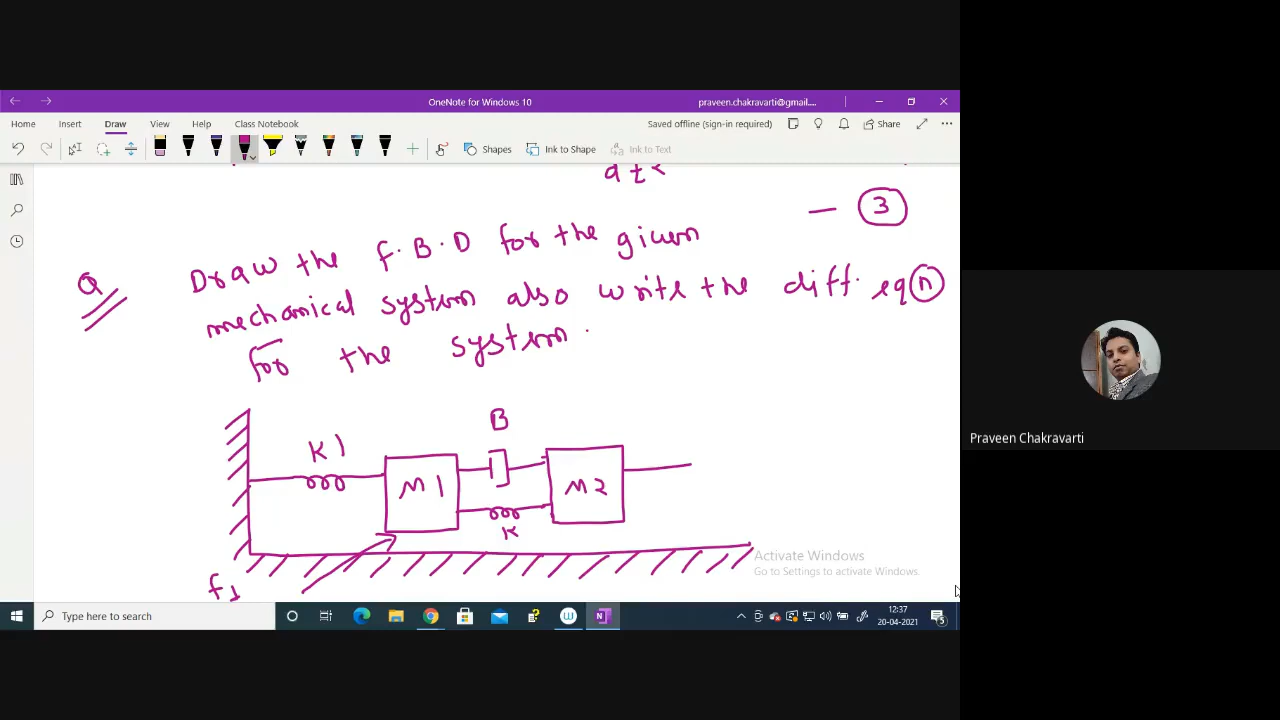 OneNote for Windows 10
praveen.chakravarti@gmail....
Home Insert Draw View Help Class Notebook
Saved offline (sign-in required) Share
Shapes Ink to Shape Ink to Text
3
Q Draw the f.B.D for the given
mechanical system also write the diff. eqn
for the system.
B
K1
M1 M2
K
f1
Activate Windows
Go to Settings to activate Windows.
Praveen Chakravarti
Type here to search
12:37
20-04-2021
5